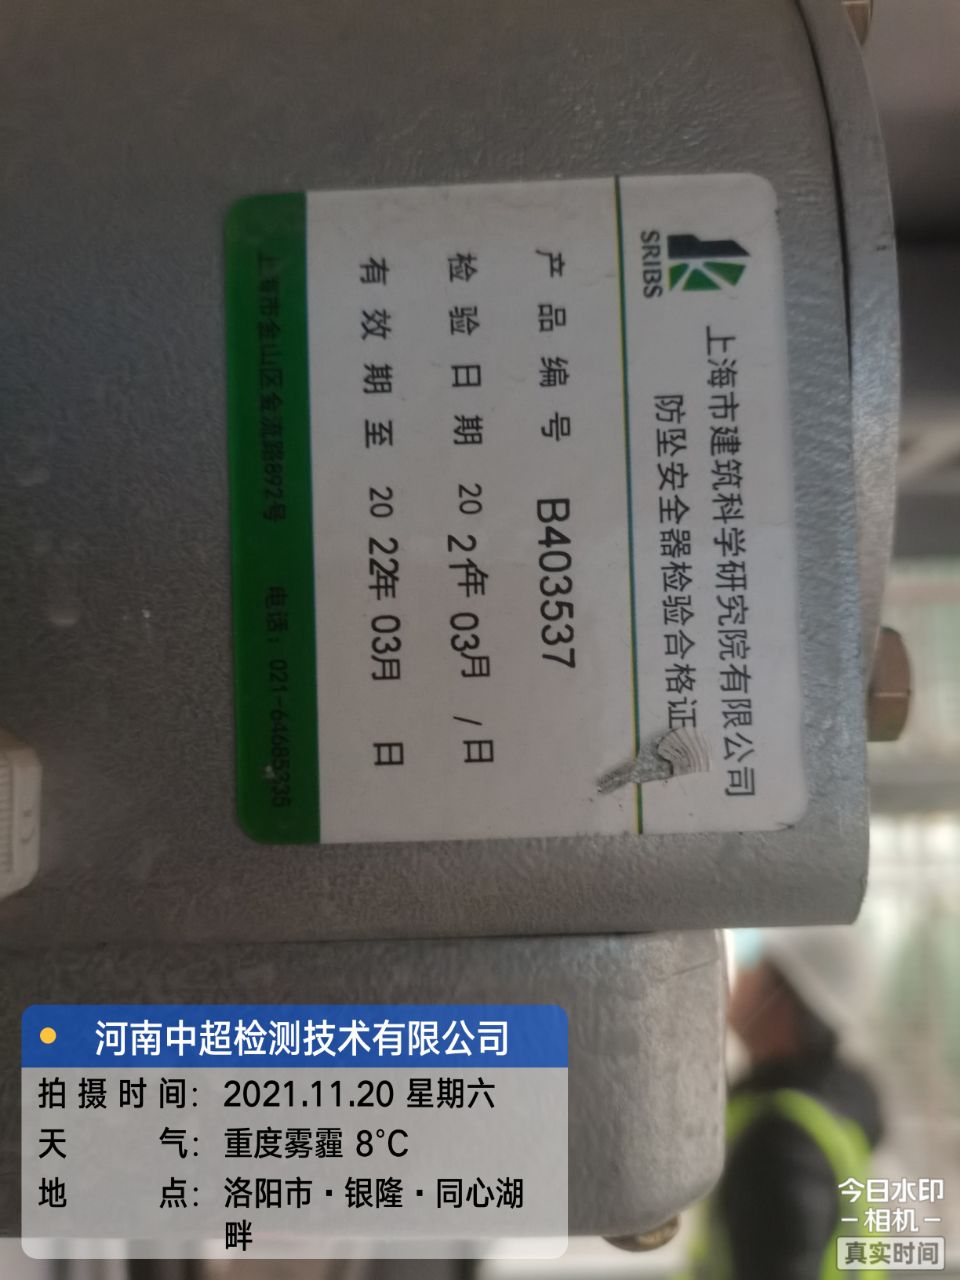 SRIBS
上海市建筑科学研究院有限公司
防坠安全器检验合格证
产品编号 B403537
检验日期 2021年03月/日
有效期至 2022年03月 日
上海市金山区金流路892号 电话：021-64685335
河南中超检测技术有限公司
拍摄时间：2021.11.20 星期六
天气：重度雾霾 8℃
地点：洛阳市·银隆·同心湖
畔
今日水印
-相机-
真实时间